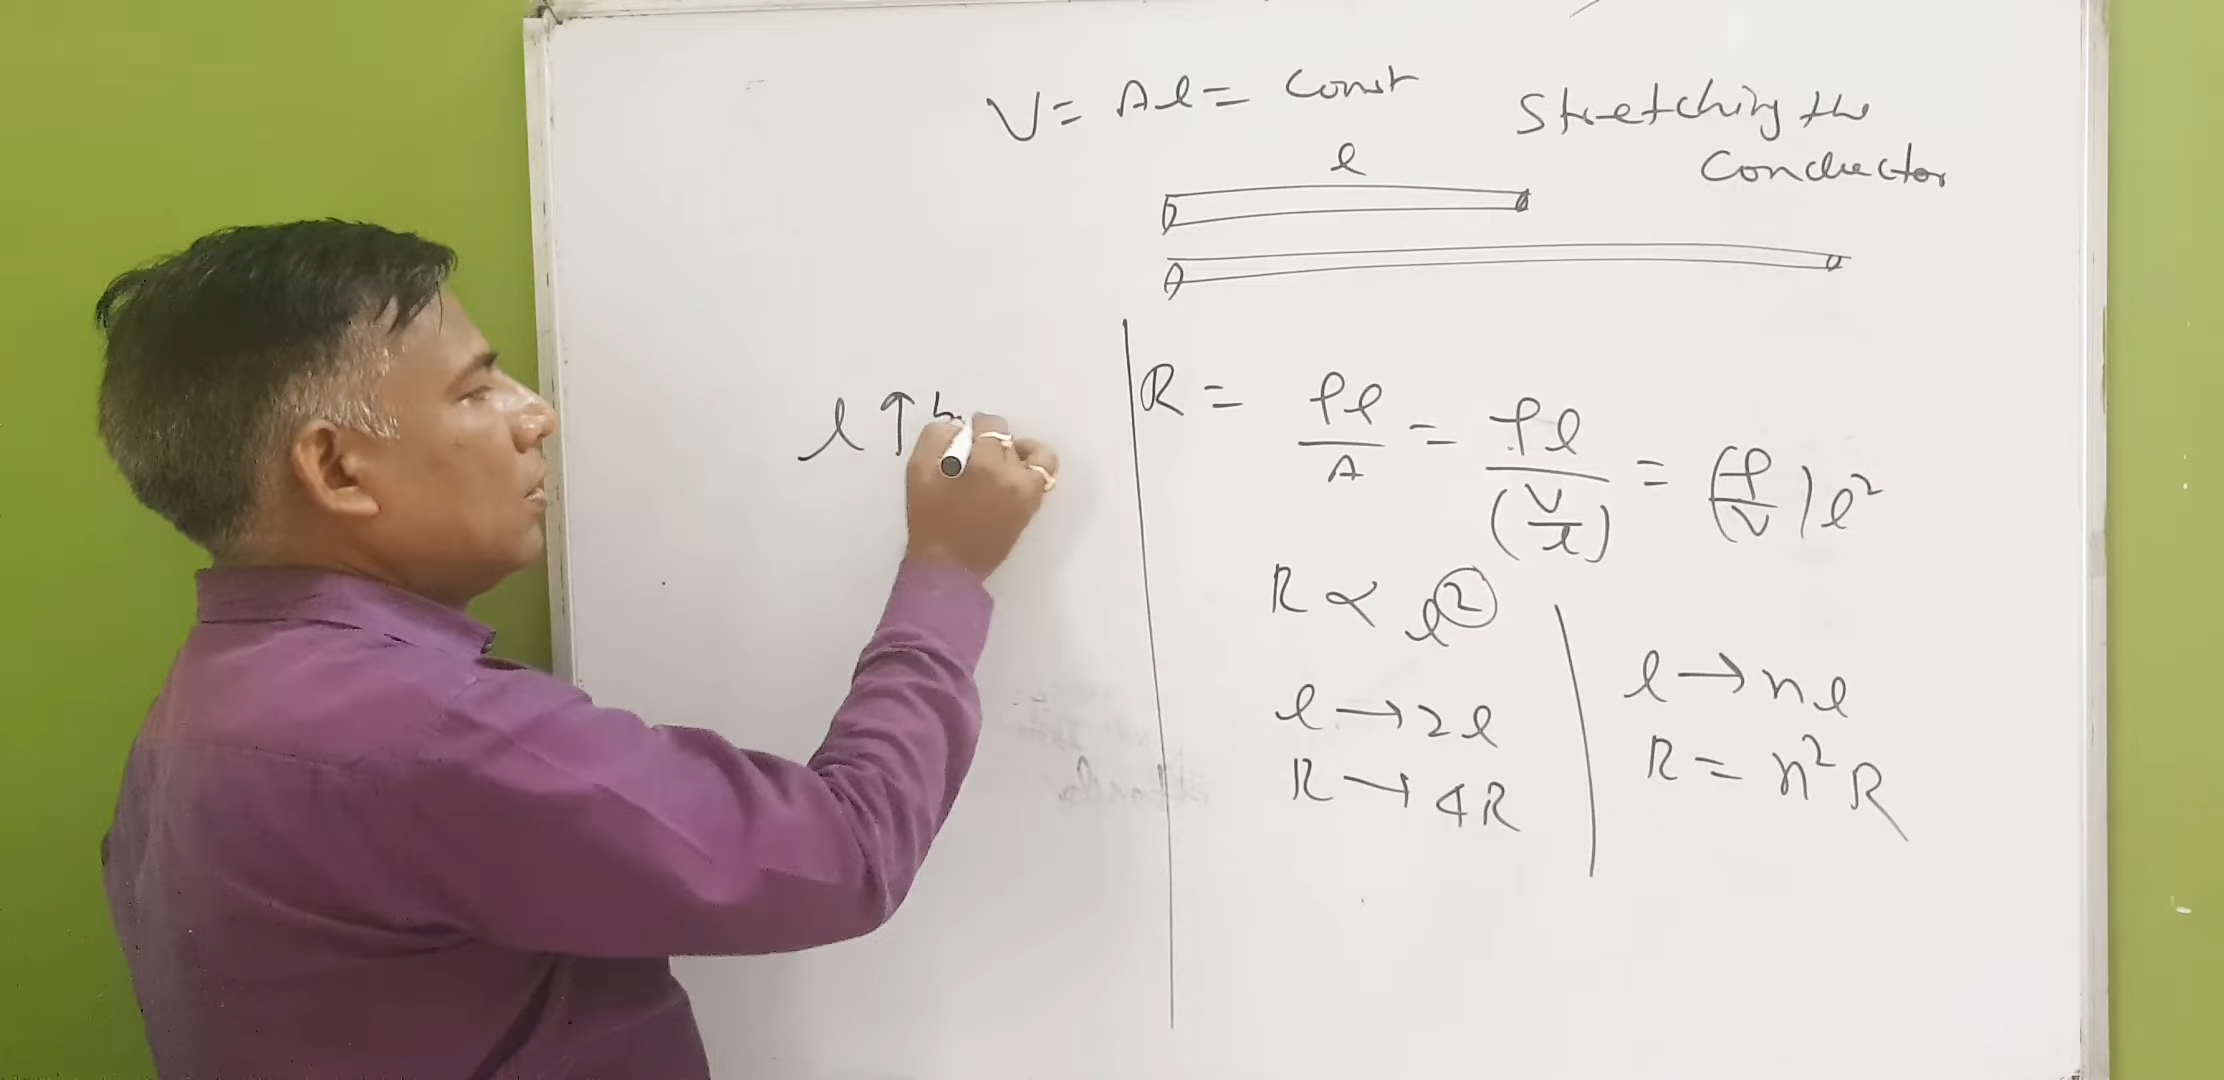 V = Al = Const
Stretching the
Conductor
l
l ↑ b
R = ρl/A = ρl/(V/l) = (ρ/V) l²
R ∝ l²
l → 2l
R → 4R
l → nl
R = n²R